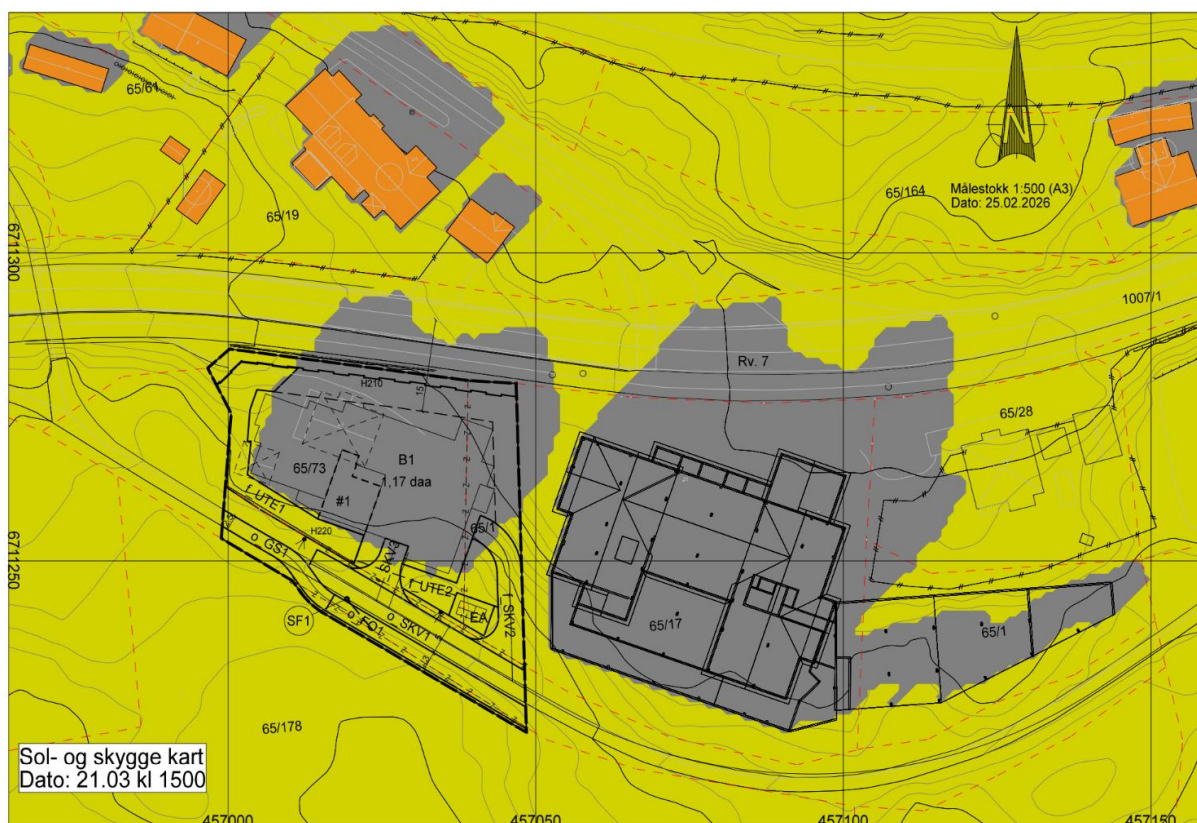 65/64
65/19
65/164
N
Målestokk 1:500 (A3)
Dato: 25.02.2026
6711300
1007/1
Rv. 7
H210
15
65/28
65/73
B1
1,17 daa
#1
f_UTE1
H220
65/1
o_GS1
f_SKV3
f_UTE2
EA
f_SKV2
6711250
SF1
o_FO1
o_SKV1
65/17
65/1
65/178
Sol- og skygge kart
Dato: 21.03 kl 1500
457000
457050
457100
457150